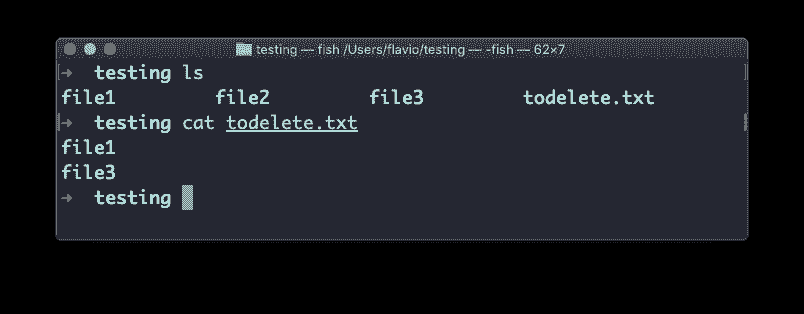 testing — fish /Users/flavio/testing — -fish — 62×7
→ testing ls
file1 file2 file3 todelete.txt
→ testing cat todelete.txt
file1
file3
→ testing